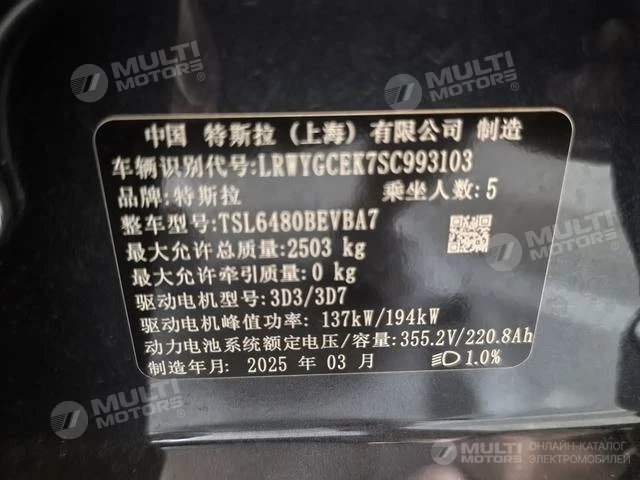 MULTI MOTORS
MULTI MOTORS
中国 特斯拉 (上海) 有限公司 制造
车辆识别代号:LRWYGCEK7SC993103
品牌:特斯拉 乘坐人数:5
整车型号:TSL6480BEVBA7
最大允许总质量:2503 kg
最大允许牵引质量:0 kg
驱动电机型号:3D3/3D7
驱动电机峰值功率: 137kW/194kW
动力电池系统额定电压/容量:355.2V/220.8Ah
制造年月: 2025 年 03 月 1.0%
MULTI MOTORS
MULTI MOTORS
MULTI MOTORS
MULTI MOTORS
ОНЛАЙН-КАТАЛОГ
ЭЛЕКТРОМОБИЛЕЙ